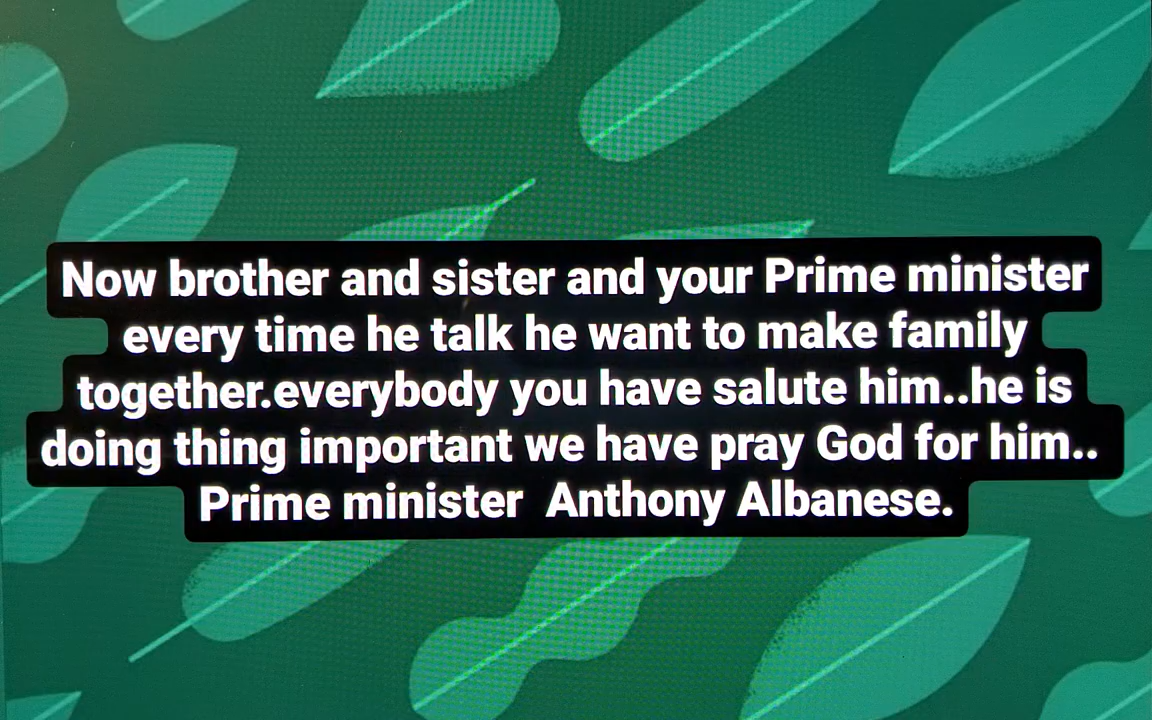 Now brother and sister and your Prime minister
every time he talk he want to make family
together.everybody you have salute him..he is
doing thing important we have pray God for him..
Prime minister  Anthony Albanese.